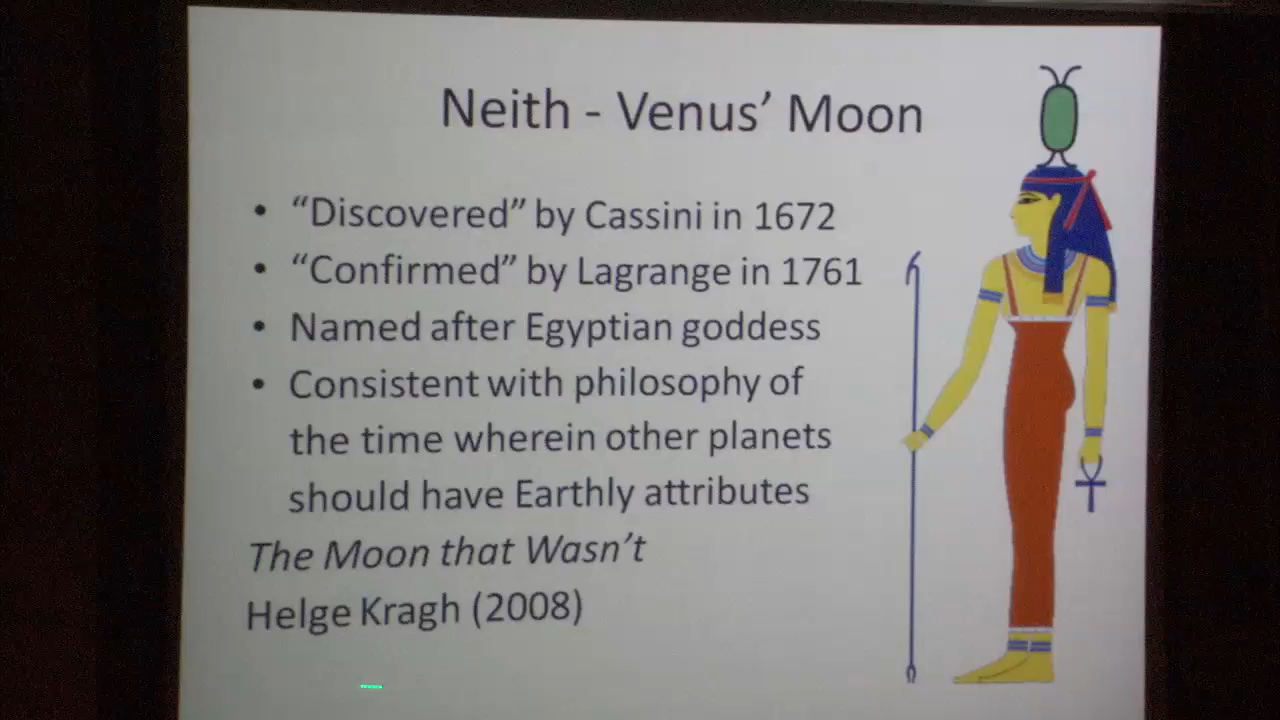 Neith - Venus’ Moon
• “Discovered” by Cassini in 1672
• “Confirmed” by Lagrange in 1761
• Named after Egyptian goddess
• Consistent with philosophy of
the time wherein other planets
should have Earthly attributes
The Moon that Wasn’t
Helge Kragh (2008)